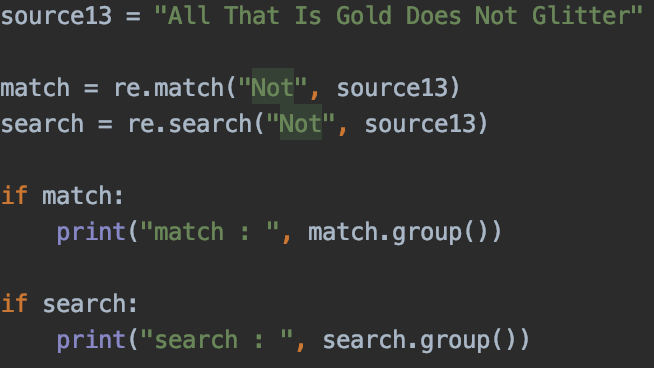 source13 = "All That Is Gold Does Not Glitter"
match = re.match("Not", source13)
search = re.search("Not", source13)
if match:
    print("match : ", match.group())
if search:
    print("search : ", search.group())